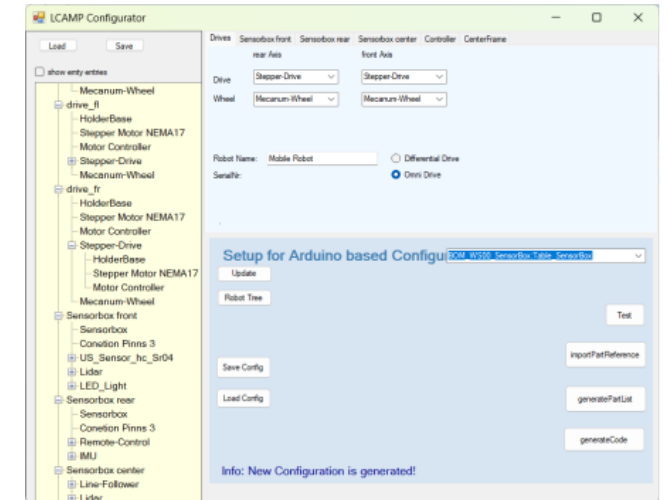 LCAMP Configurator
Load Save
show enty entries
Mecanum-Wheel
drive_fl
HolderBase
Stepper Motor NEMA17
Motor Controller
Stepper-Drive
Mecanum-Wheel
drive_fr
HolderBase
Stepper Motor NEMA17
Motor Controller
Stepper-Drive
HolderBase
Stepper Motor NEMA17
Motor Controller
Mecanum-Wheel
Sensorbox front
Sensorbox
Conetion Pinns 3
US_Sensor_hc_Sr04
Lidar
LED_Light
Sensorbox rear
Sensorbox
Conetion Pinns 3
Remote-Control
IMU
Sensorbox center
Line-Follower
Lidar
Drives Sensorbox front Sensorbox rear Sensorbox center Controller CenterFrame
rear Axis front Axis
Drive Stepper-Drive Stepper-Drive
Wheel Mecanum-Wheel Mecanum-Wheel
Robot Name: Mobile Robot Differential Drive
SerialNr: Omni Drive
Setup for Arduino based Configu BOM_WS00_SensorBox.Table_SensorBox
Update
Robot Tree
Test
importPartReference
Save Config
Load Config generatePartList
generateCode
Info: New Configuration is generated!